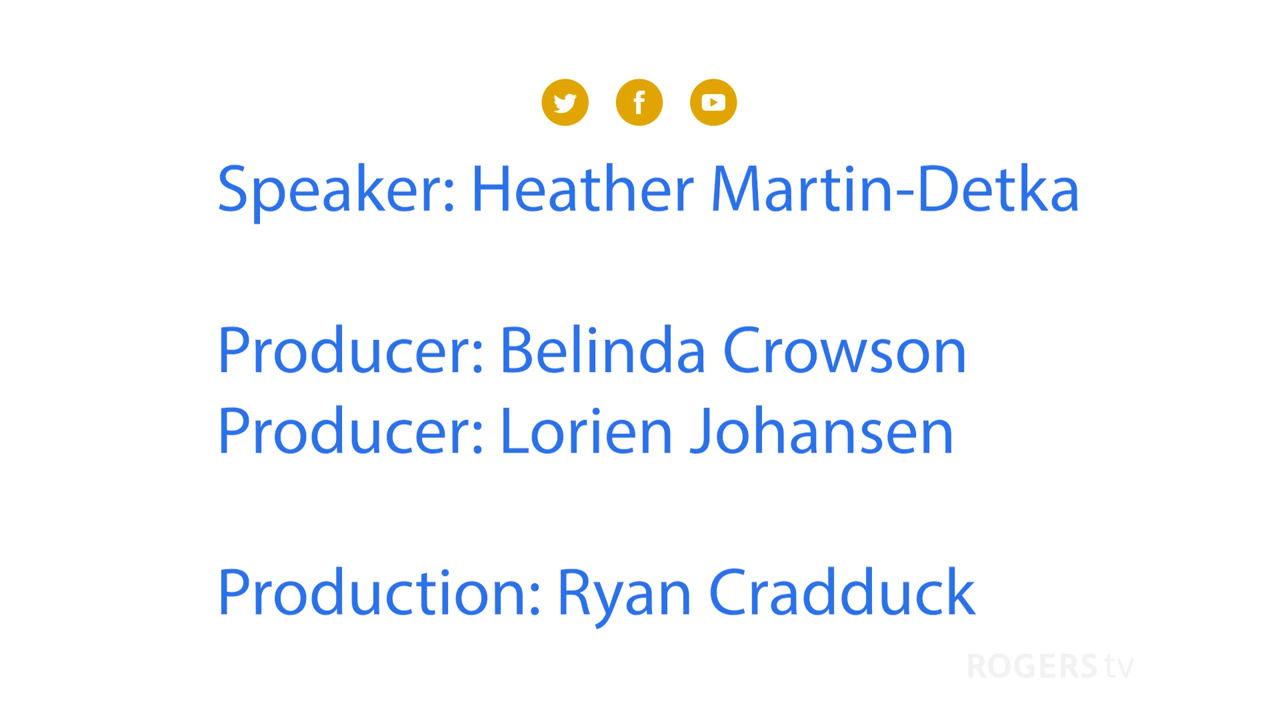 Speaker: Heather Martin-Detka
Producer: Belinda Crowson
Producer: Lorien Johansen
Production: Ryan Cradduck
ROGERS tv